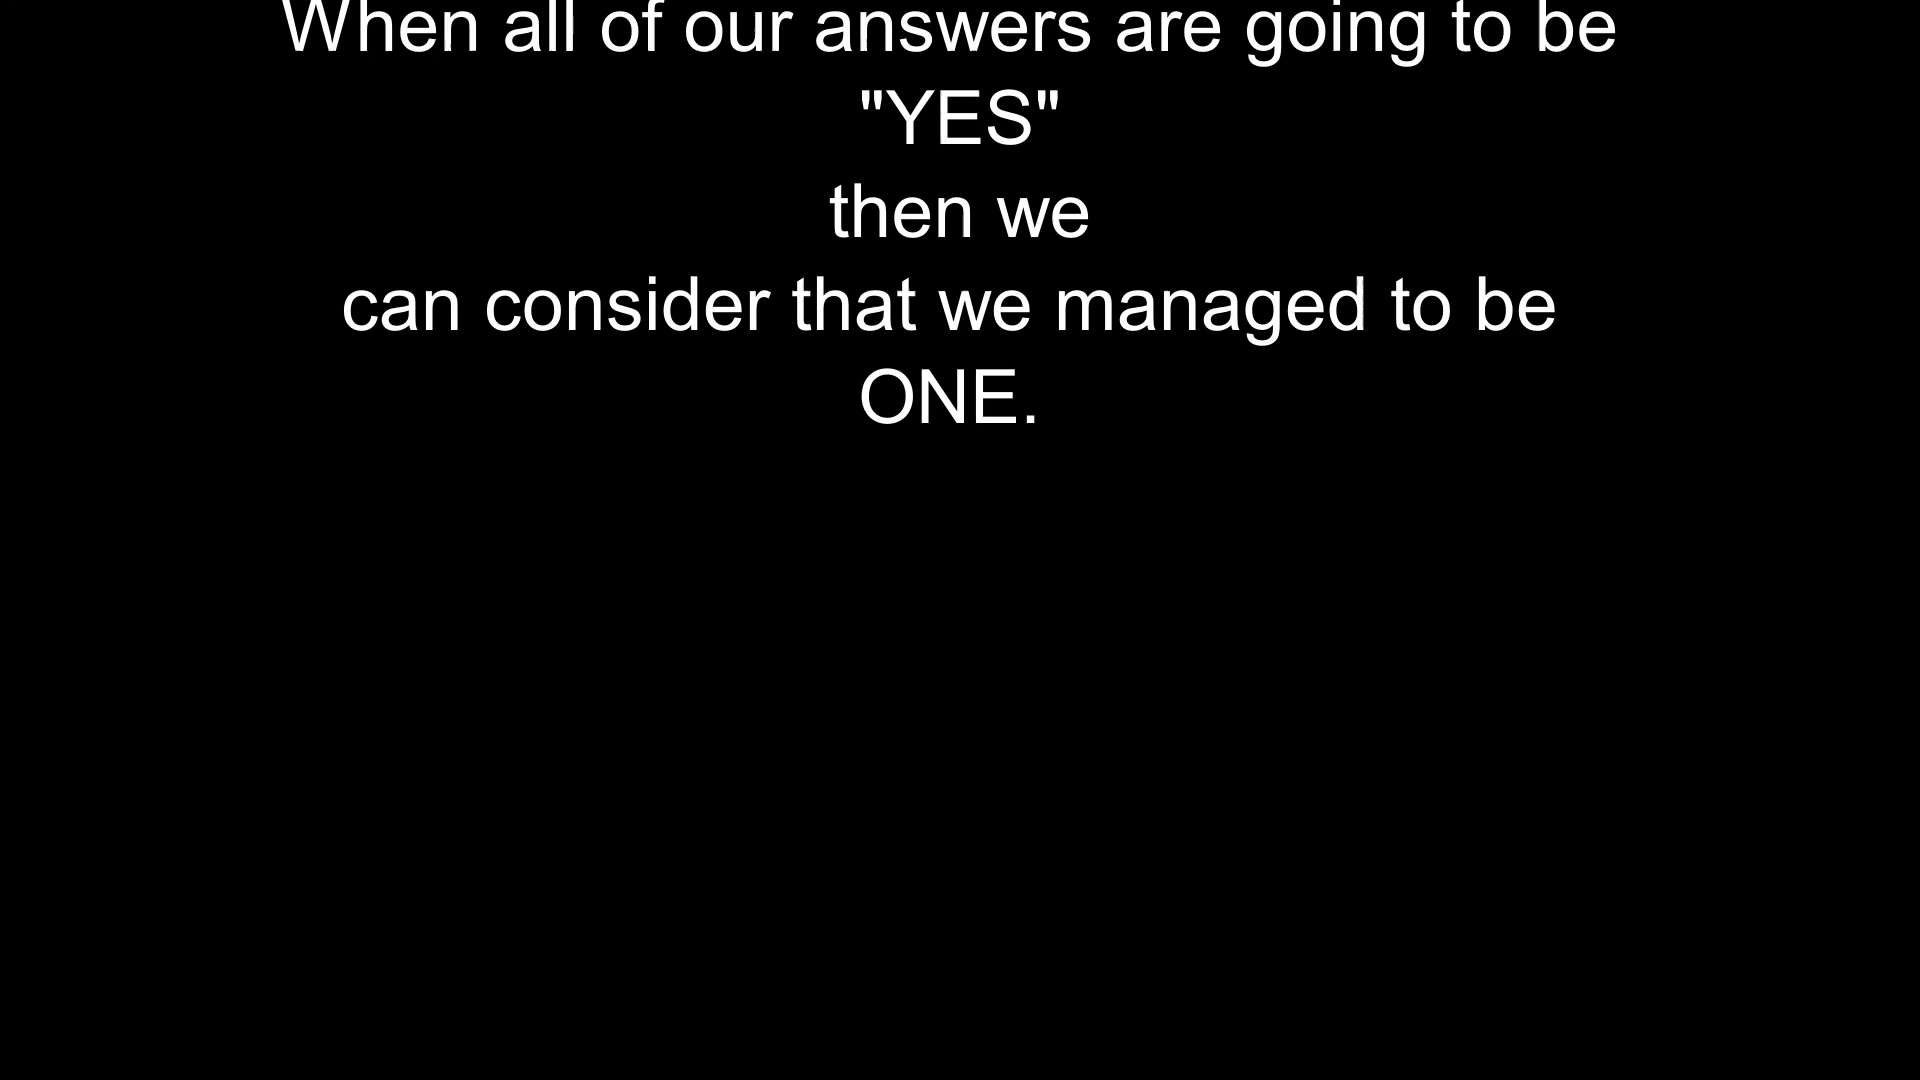 When all of our answers are going to be
"YES"
then we
can consider that we managed to be
ONE.